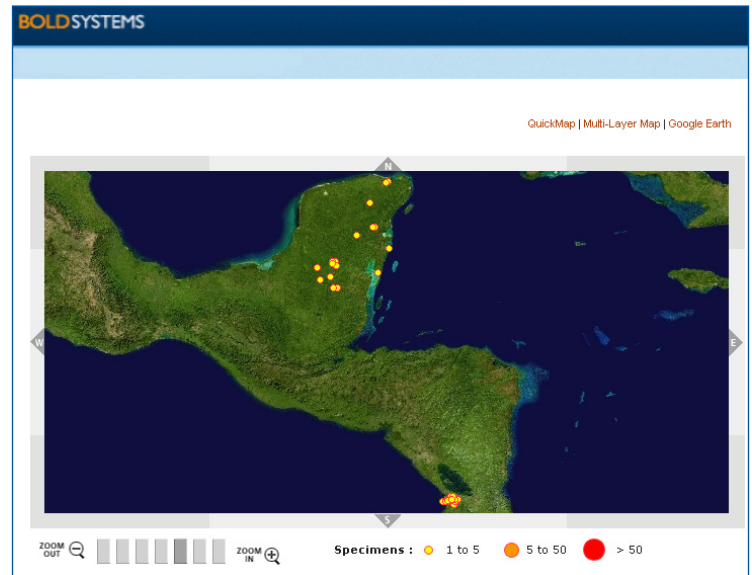 BOLDSYSTEMS
QuickMap | Multi-Layer Map | Google Earth
N
W
E
S
ZOOM OUT ZOOM IN Specimens : 1 to 5 5 to 50 > 50